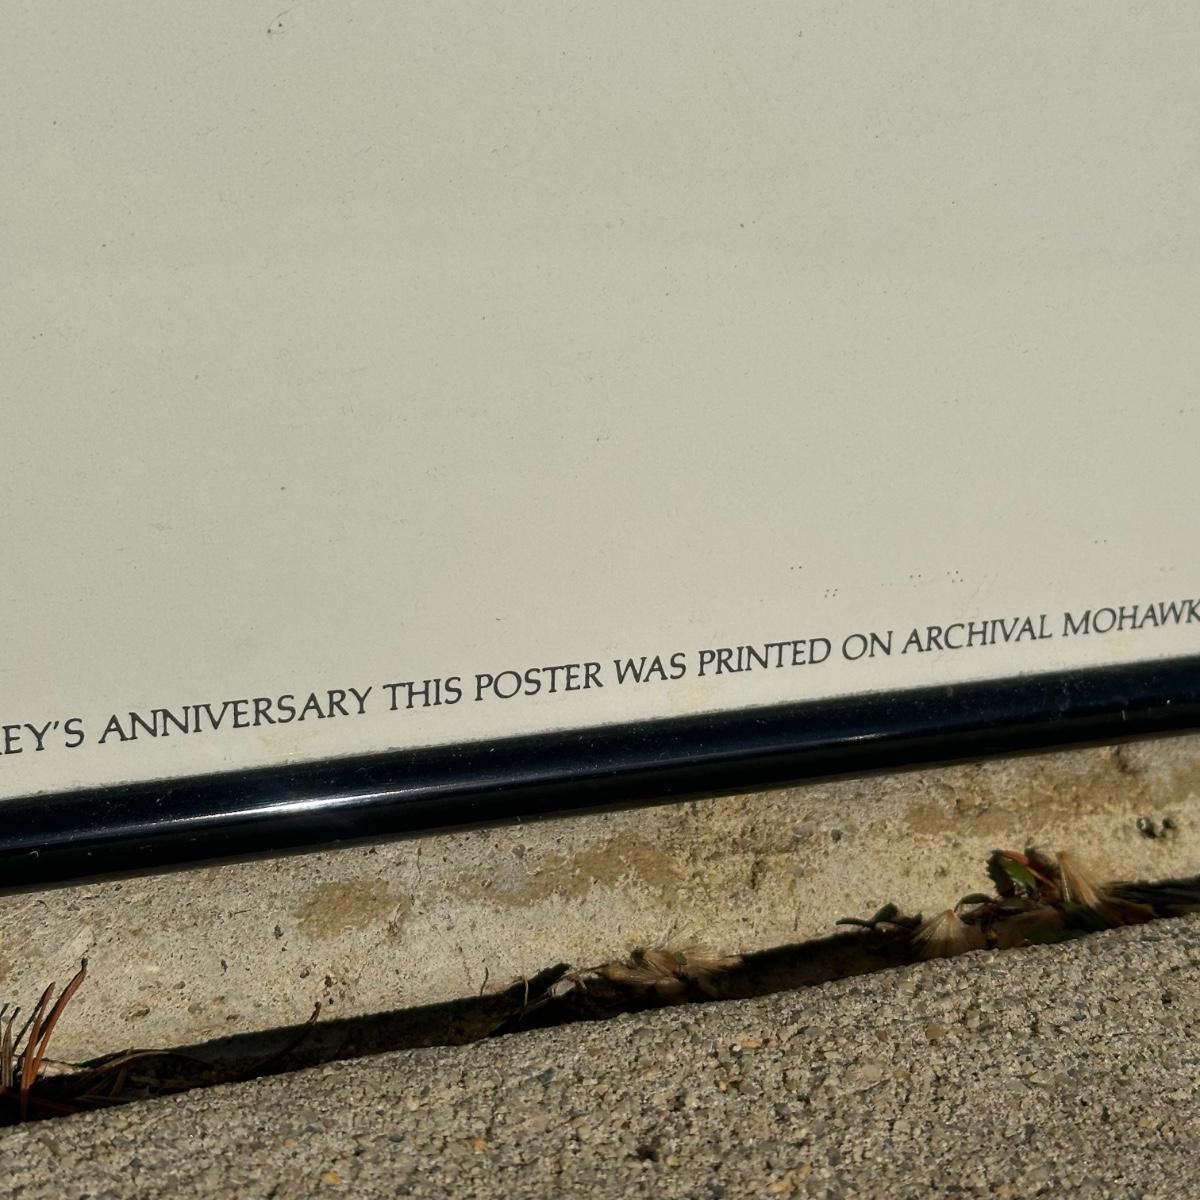 EY'S ANNIVERSARY THIS POSTER WAS PRINTED ON ARCHIVAL MOHAWK